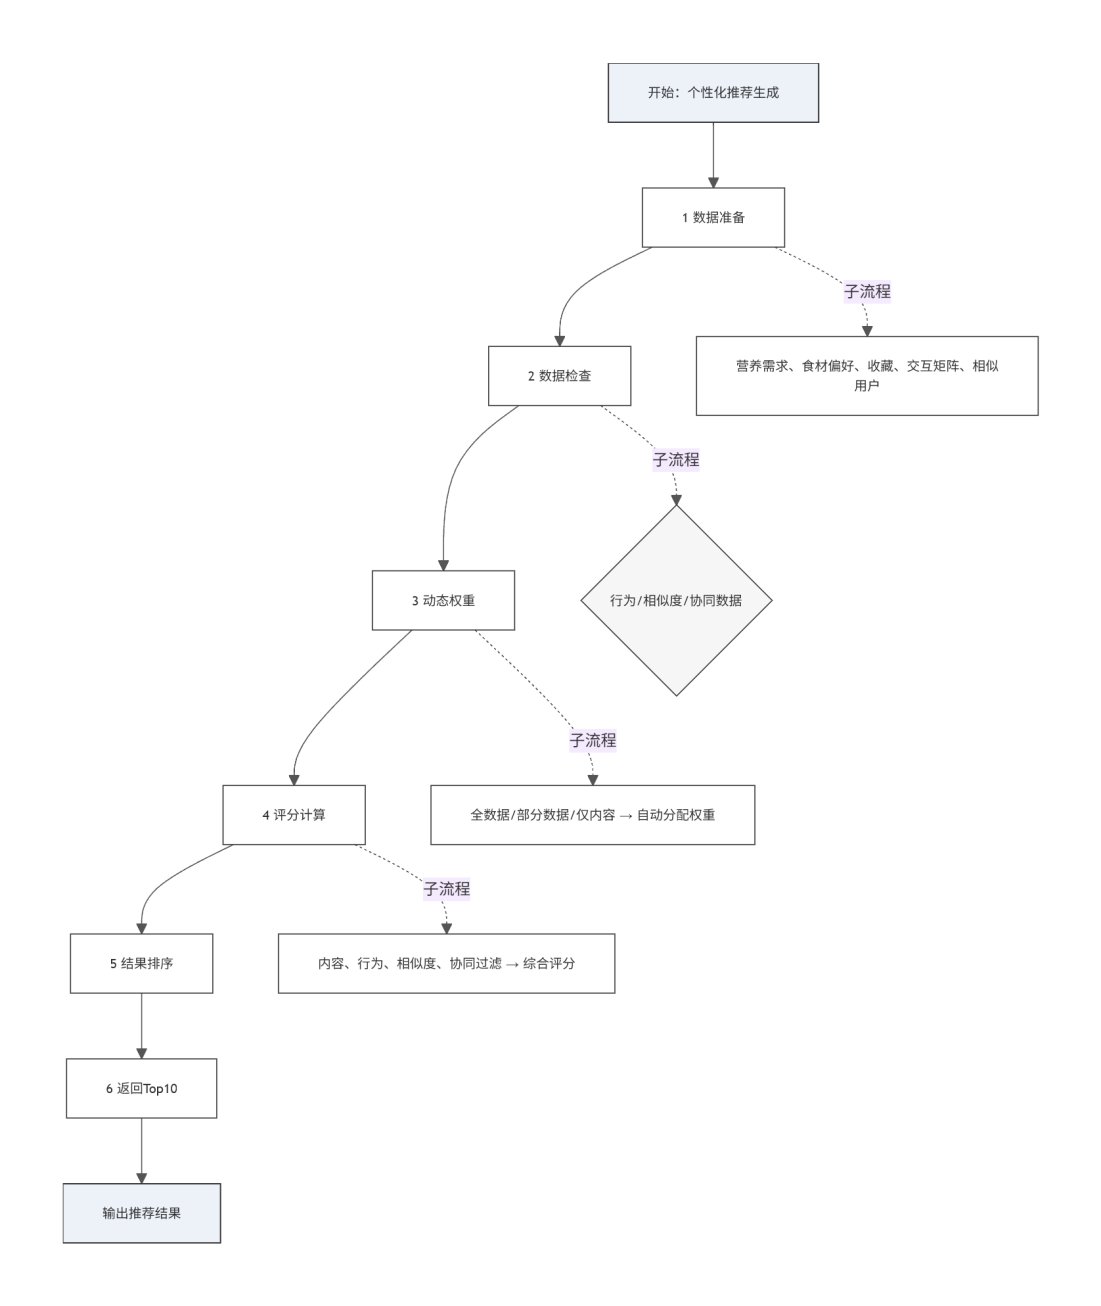 开始：个性化推荐生成
1 数据准备
子流程
营养需求、食材偏好、收藏、交互矩阵、相似
用户
2 数据检查
子流程
行为/相似度/协同数据
3 动态权重
子流程
全数据/部分数据/仅内容 → 自动分配权重
4 评分计算
子流程
内容、行为、相似度、协同过滤 → 综合评分
5 结果排序
6 返回Top10
输出推荐结果